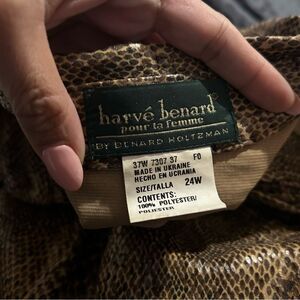 harvé benard®
pour la femme
BY BENARD HOLTZMAN
37W 7307 37 F0
MADE IN UKRAINE
HECHO EN UCRANIA
SIZE/TALLA 24W
CONTENTS:
100% POLYESTER/
POLIESTER